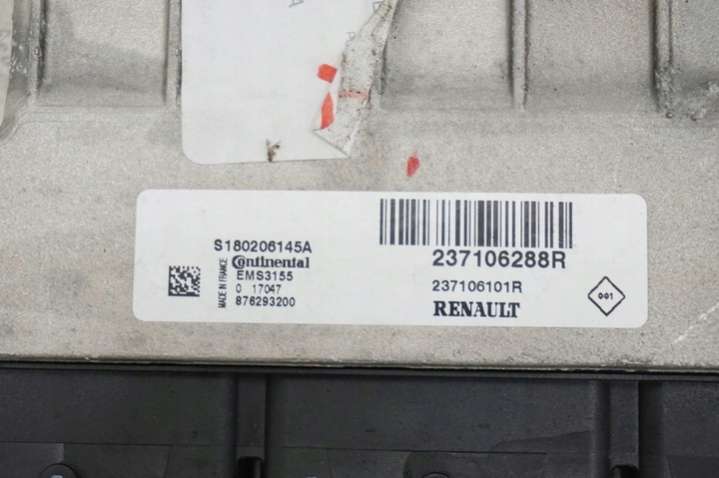 S180206145A
MADE IN FRANCE
Continental
EMS3155
0 17047
876293200
237106288R
237106101R
RENAULT
001